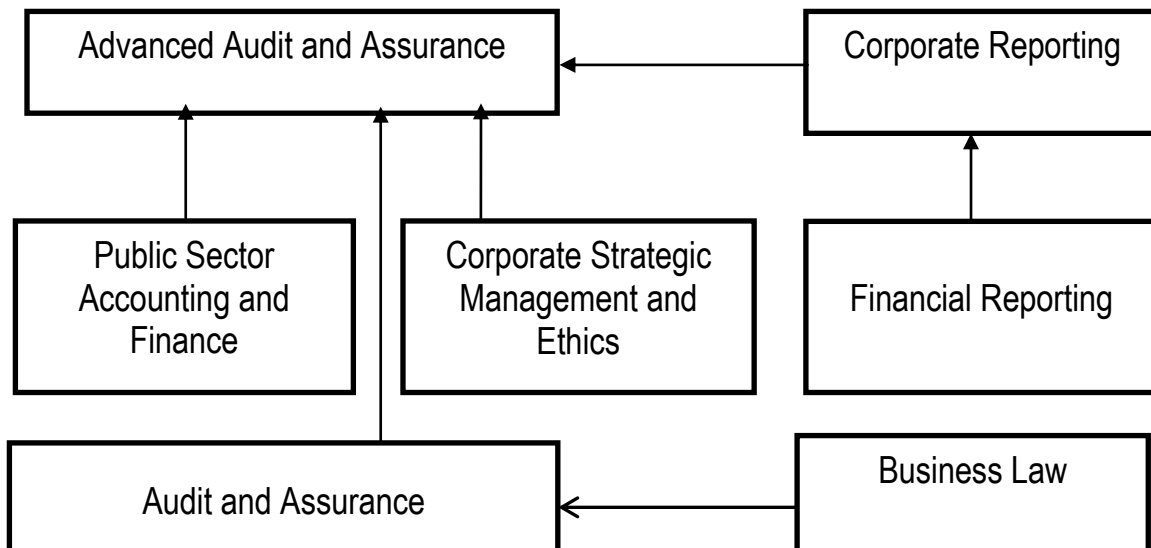 Advanced Audit and Assurance
Corporate Reporting
Public Sector
Accounting and
Finance
Corporate Strategic
Management and
Ethics
Financial Reporting
Audit and Assurance
Business Law